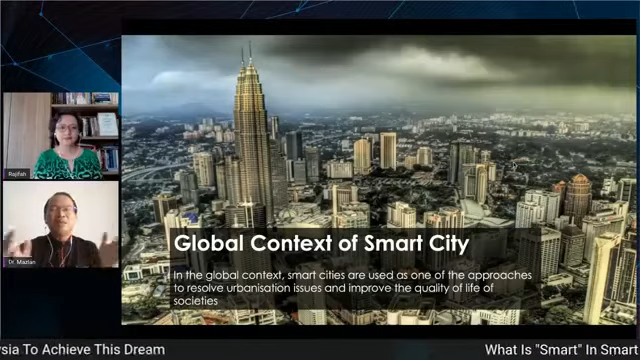 Global Context of Smart City
In the global context, smart cities are used as one of the approaches
to resolve urbanisation issues and improve the quality of life of
societies
Rajifah
Dr. Mazlan
sia To Achieve This Dream
What Is "Smart" In Smart